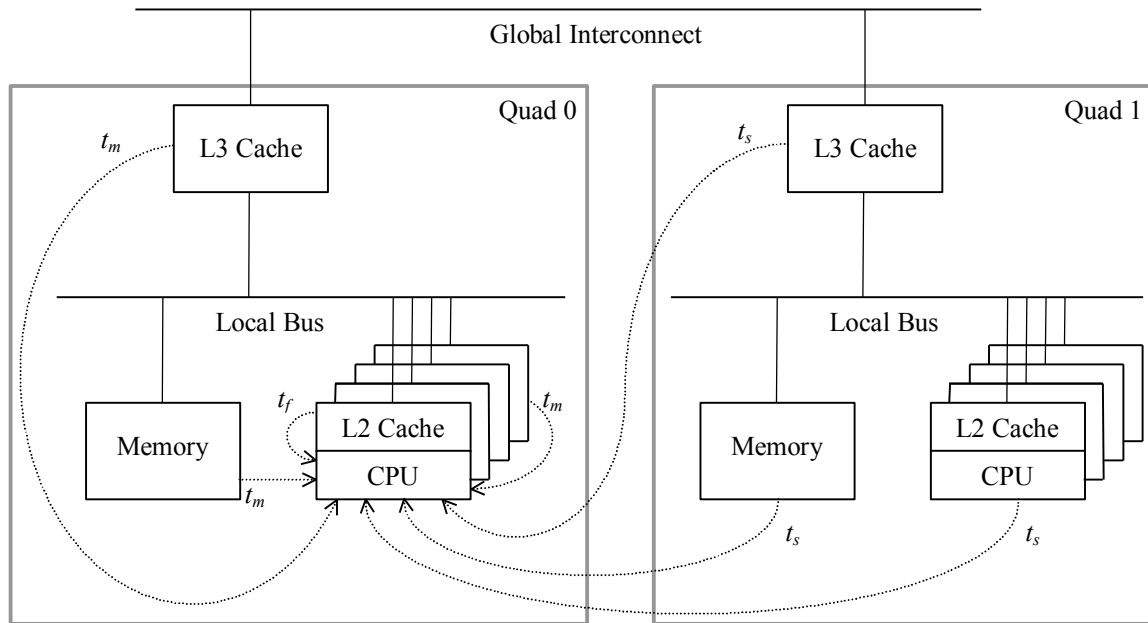 Global Interconnect
Quad 0
Quad 1
t_m
L3 Cache
t_s
L3 Cache
Local Bus
Local Bus
t_f
t_m
Memory
L2 Cache
CPU
Memory
L2 Cache
CPU
t_m
t_s
t_s